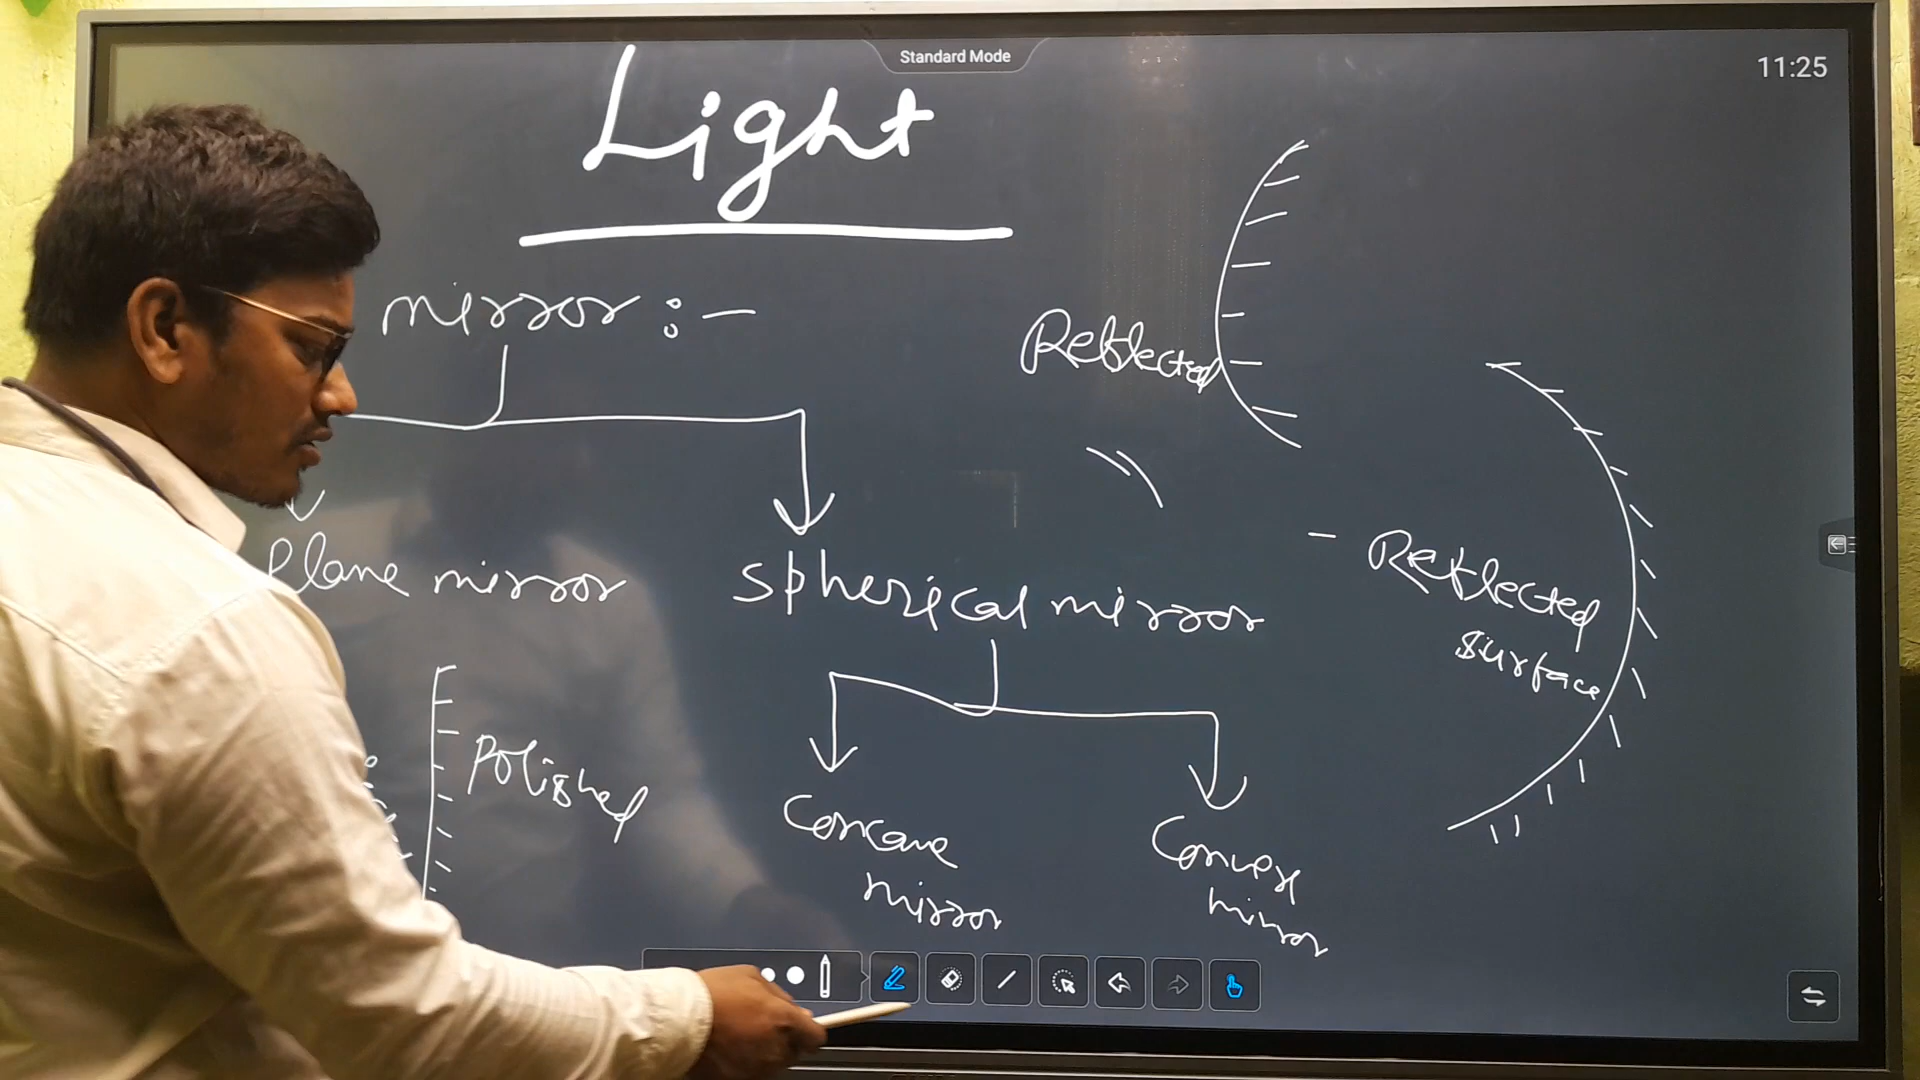 Standard Mode
11:25
Light
mirror :-
Reflected
Plane mirror
Spherical mirror
- Reflected
surface
Polished
Concave
mirror
Convex
mirror